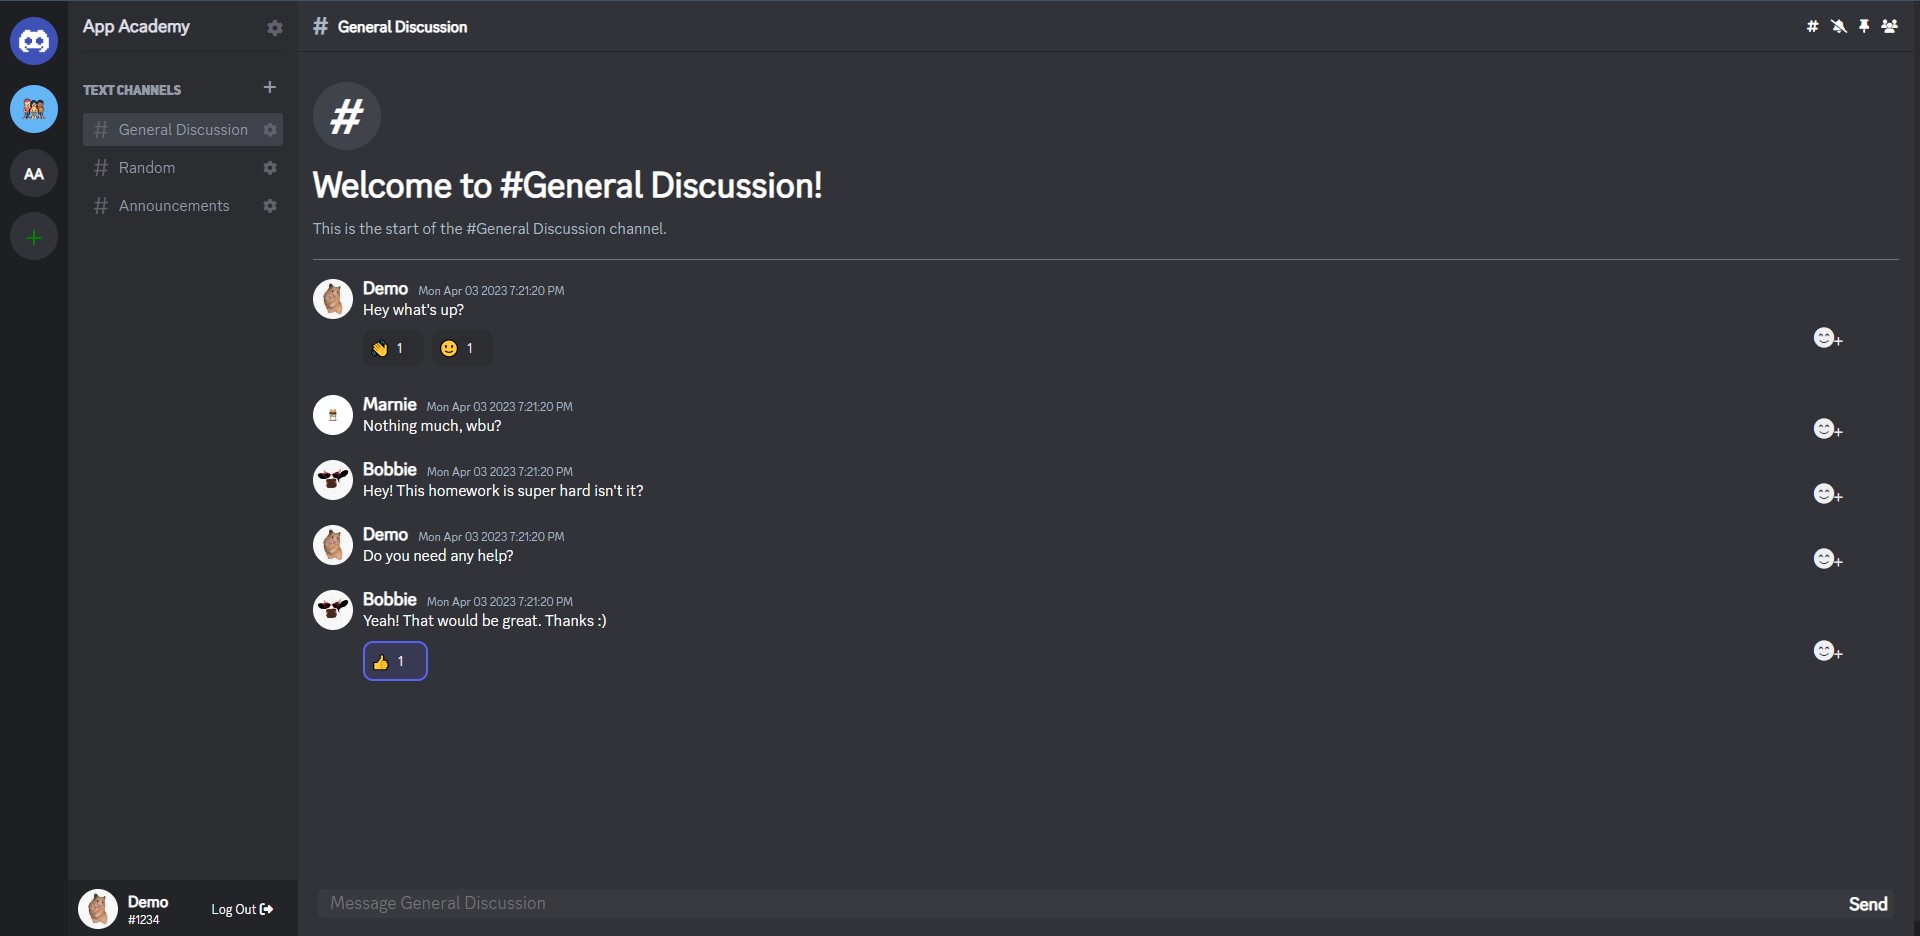 App Academy
TEXT CHANNELS
# General Discussion
# Random
# Announcements
AA
+
Demo
#1234
Log Out
# General Discussion
#
Welcome to #General Discussion!
This is the start of the #General Discussion channel.
Demo Mon Apr 03 2023 7:21:20 PM
Hey what's up?
1 1
Marnie Mon Apr 03 2023 7:21:20 PM
Nothing much, wbu?
Bobbie Mon Apr 03 2023 7:21:20 PM
Hey! This homework is super hard isn't it?
Demo Mon Apr 03 2023 7:21:20 PM
Do you need any help?
Bobbie Mon Apr 03 2023 7:21:20 PM
Yeah! That would be great. Thanks :)
1
Message General Discussion
Send